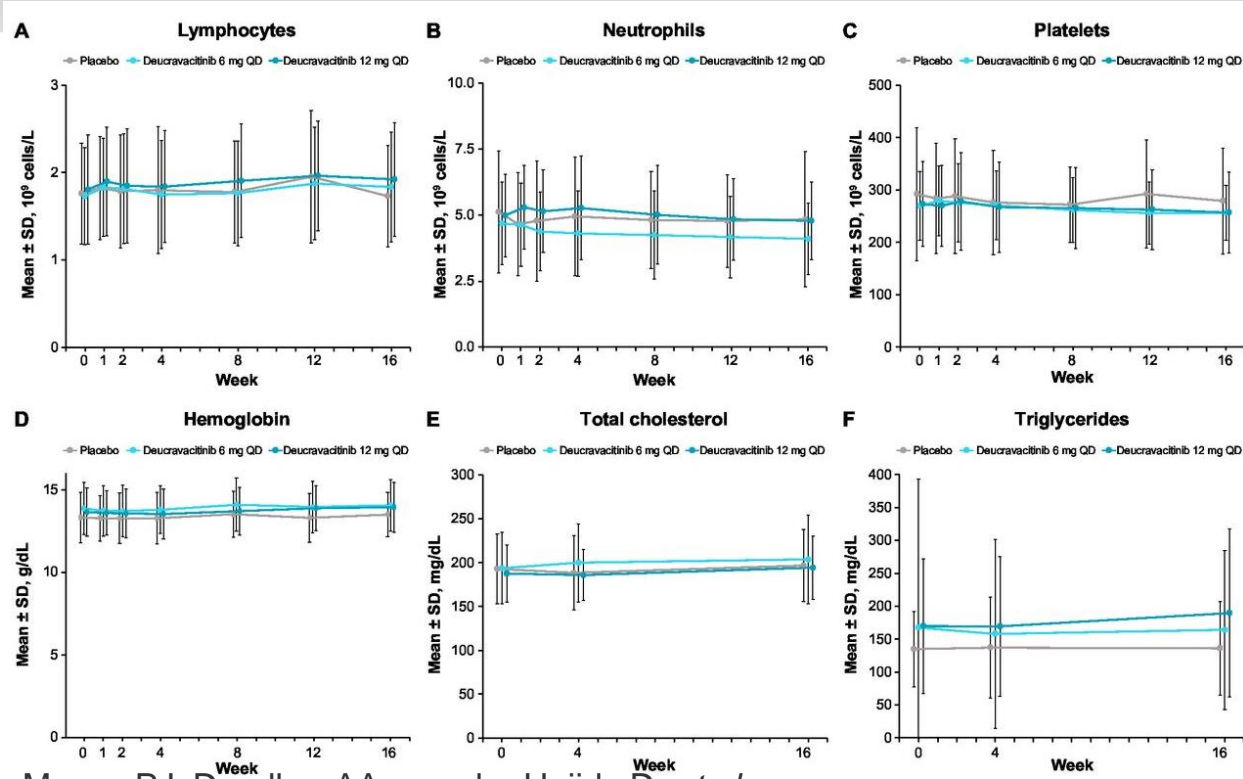 A Lymphocytes
Placebo Deucravacitinib 6 mg QD Deucravacitinib 12 mg QD
Mean ± SD, 10⁹ cells/L
3
2
1
0
0 1 2 4 8 12 16
Week
B Neutrophils
Placebo Deucravacitinib 6 mg QD Deucravacitinib 12 mg QD
Mean ± SD, 10⁹ cells/L
10.0
7.5
5.0
2.5
0.0
0 1 2 4 8 12 16
Week
C Platelets
Placebo Deucravacitinib 6 mg QD Deucravacitinib 12 mg QD
Mean ± SD, 10⁹ cells/L
500
400
300
200
100
0
0 1 2 4 8 12 16
Week
D Hemoglobin
Placebo Deucravacitinib 6 mg QD Deucravacitinib 12 mg QD
Mean ± SD, g/dL
15
10
5
0
0 1 2 4 8 12 16
Week
E Total cholesterol
Placebo Deucravacitinib 6 mg QD Deucravacitinib 12 mg QD
Mean ± SD, mg/dL
300
250
200
150
100
50
0
0 4 16
Week
F Triglycerides
Placebo Deucravacitinib 6 mg QD Deucravacitinib 12 mg QD
Mean ± SD, mg/dL
400
350
300
250
200
150
100
50
0
0 4 16
Week